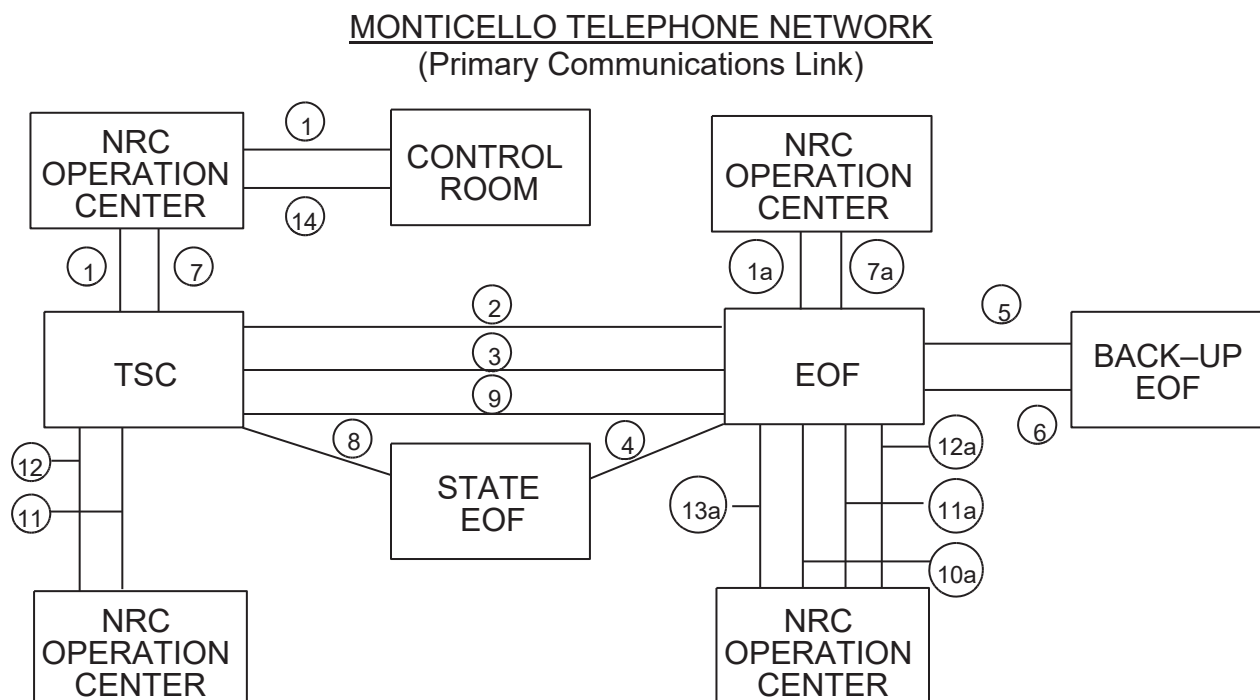 MONTICELLO TELEPHONE NETWORK
(Primary Communications Link)
NRC
OPERATION
CENTER
1
14
CONTROL
ROOM
NRC
OPERATION
CENTER
1
7
1a
7a
TSC
2
3
9
EOF
5
6
BACK–UP
EOF
8
4
STATE
EOF
12
11
13a
12a
11a
10a
NRC
OPERATION
CENTER
NRC
OPERATION
CENTER